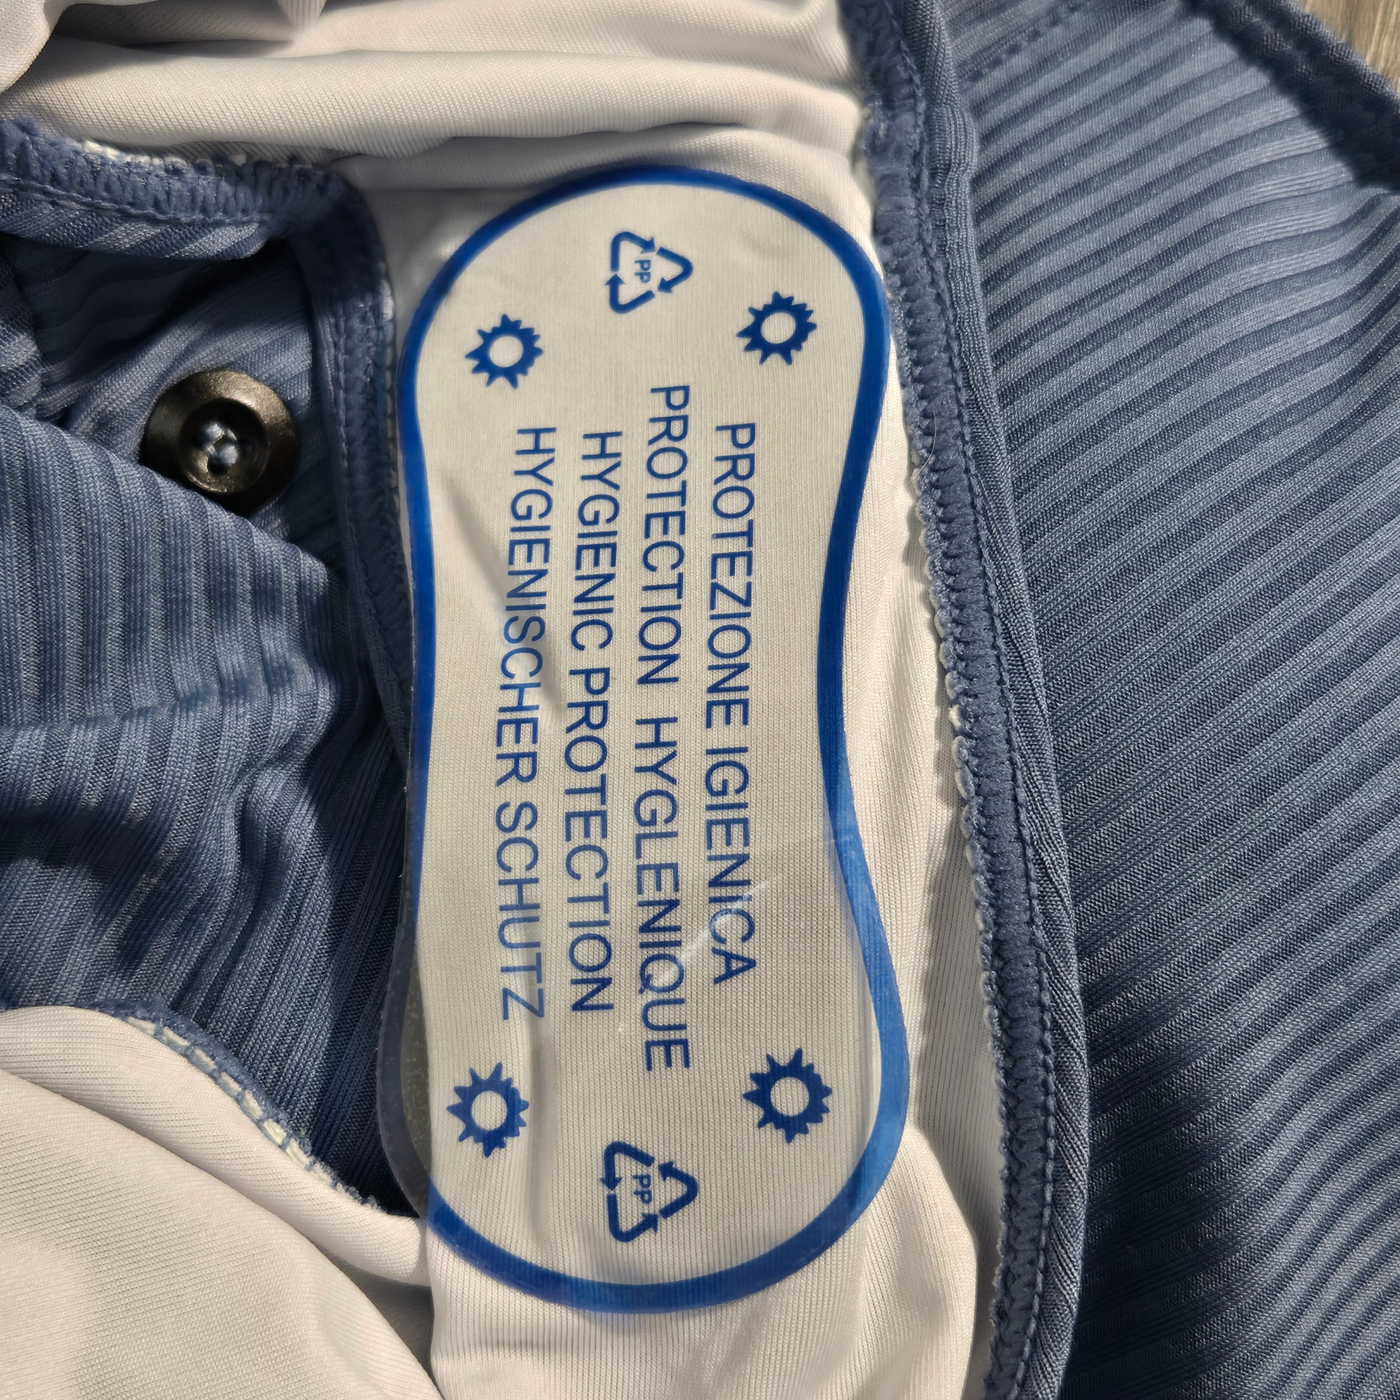 PP
PROTEZIONE IGIENICA
PROTECTION HYGLENIQUE
HYGIENIC PROTECTION
HYGIENISCHER SCHUTZ
PP